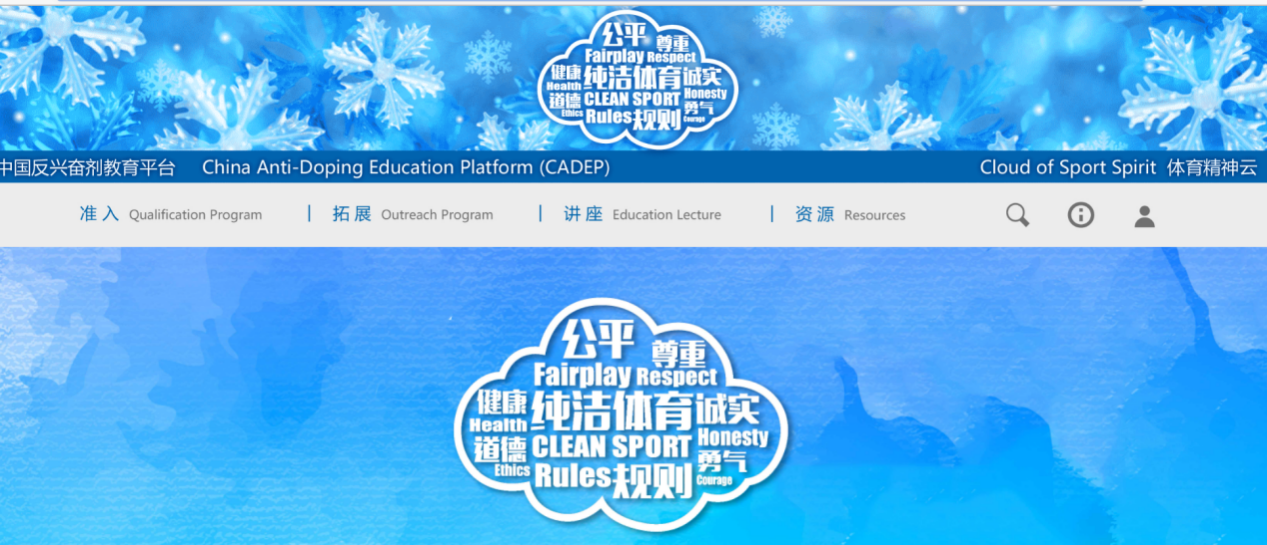 公平 尊重
Fairplay Respect
健康 纯洁体育 诚实
Health CLEAN SPORT Honesty
道德 Rules 规则 勇气
Ethics Courage
中国反兴奋剂教育平台 China Anti-Doping Education Platform (CADEP) Cloud of Sport Spirit 体育精神云
准入 Qualification Program | 拓展 Outreach Program | 讲座 Education Lecture | 资源 Resources
公平 尊重
Fairplay Respect
健康 纯洁体育 诚实
Health CLEAN SPORT Honesty
道德 Rules 规则 勇气
Ethics Courage